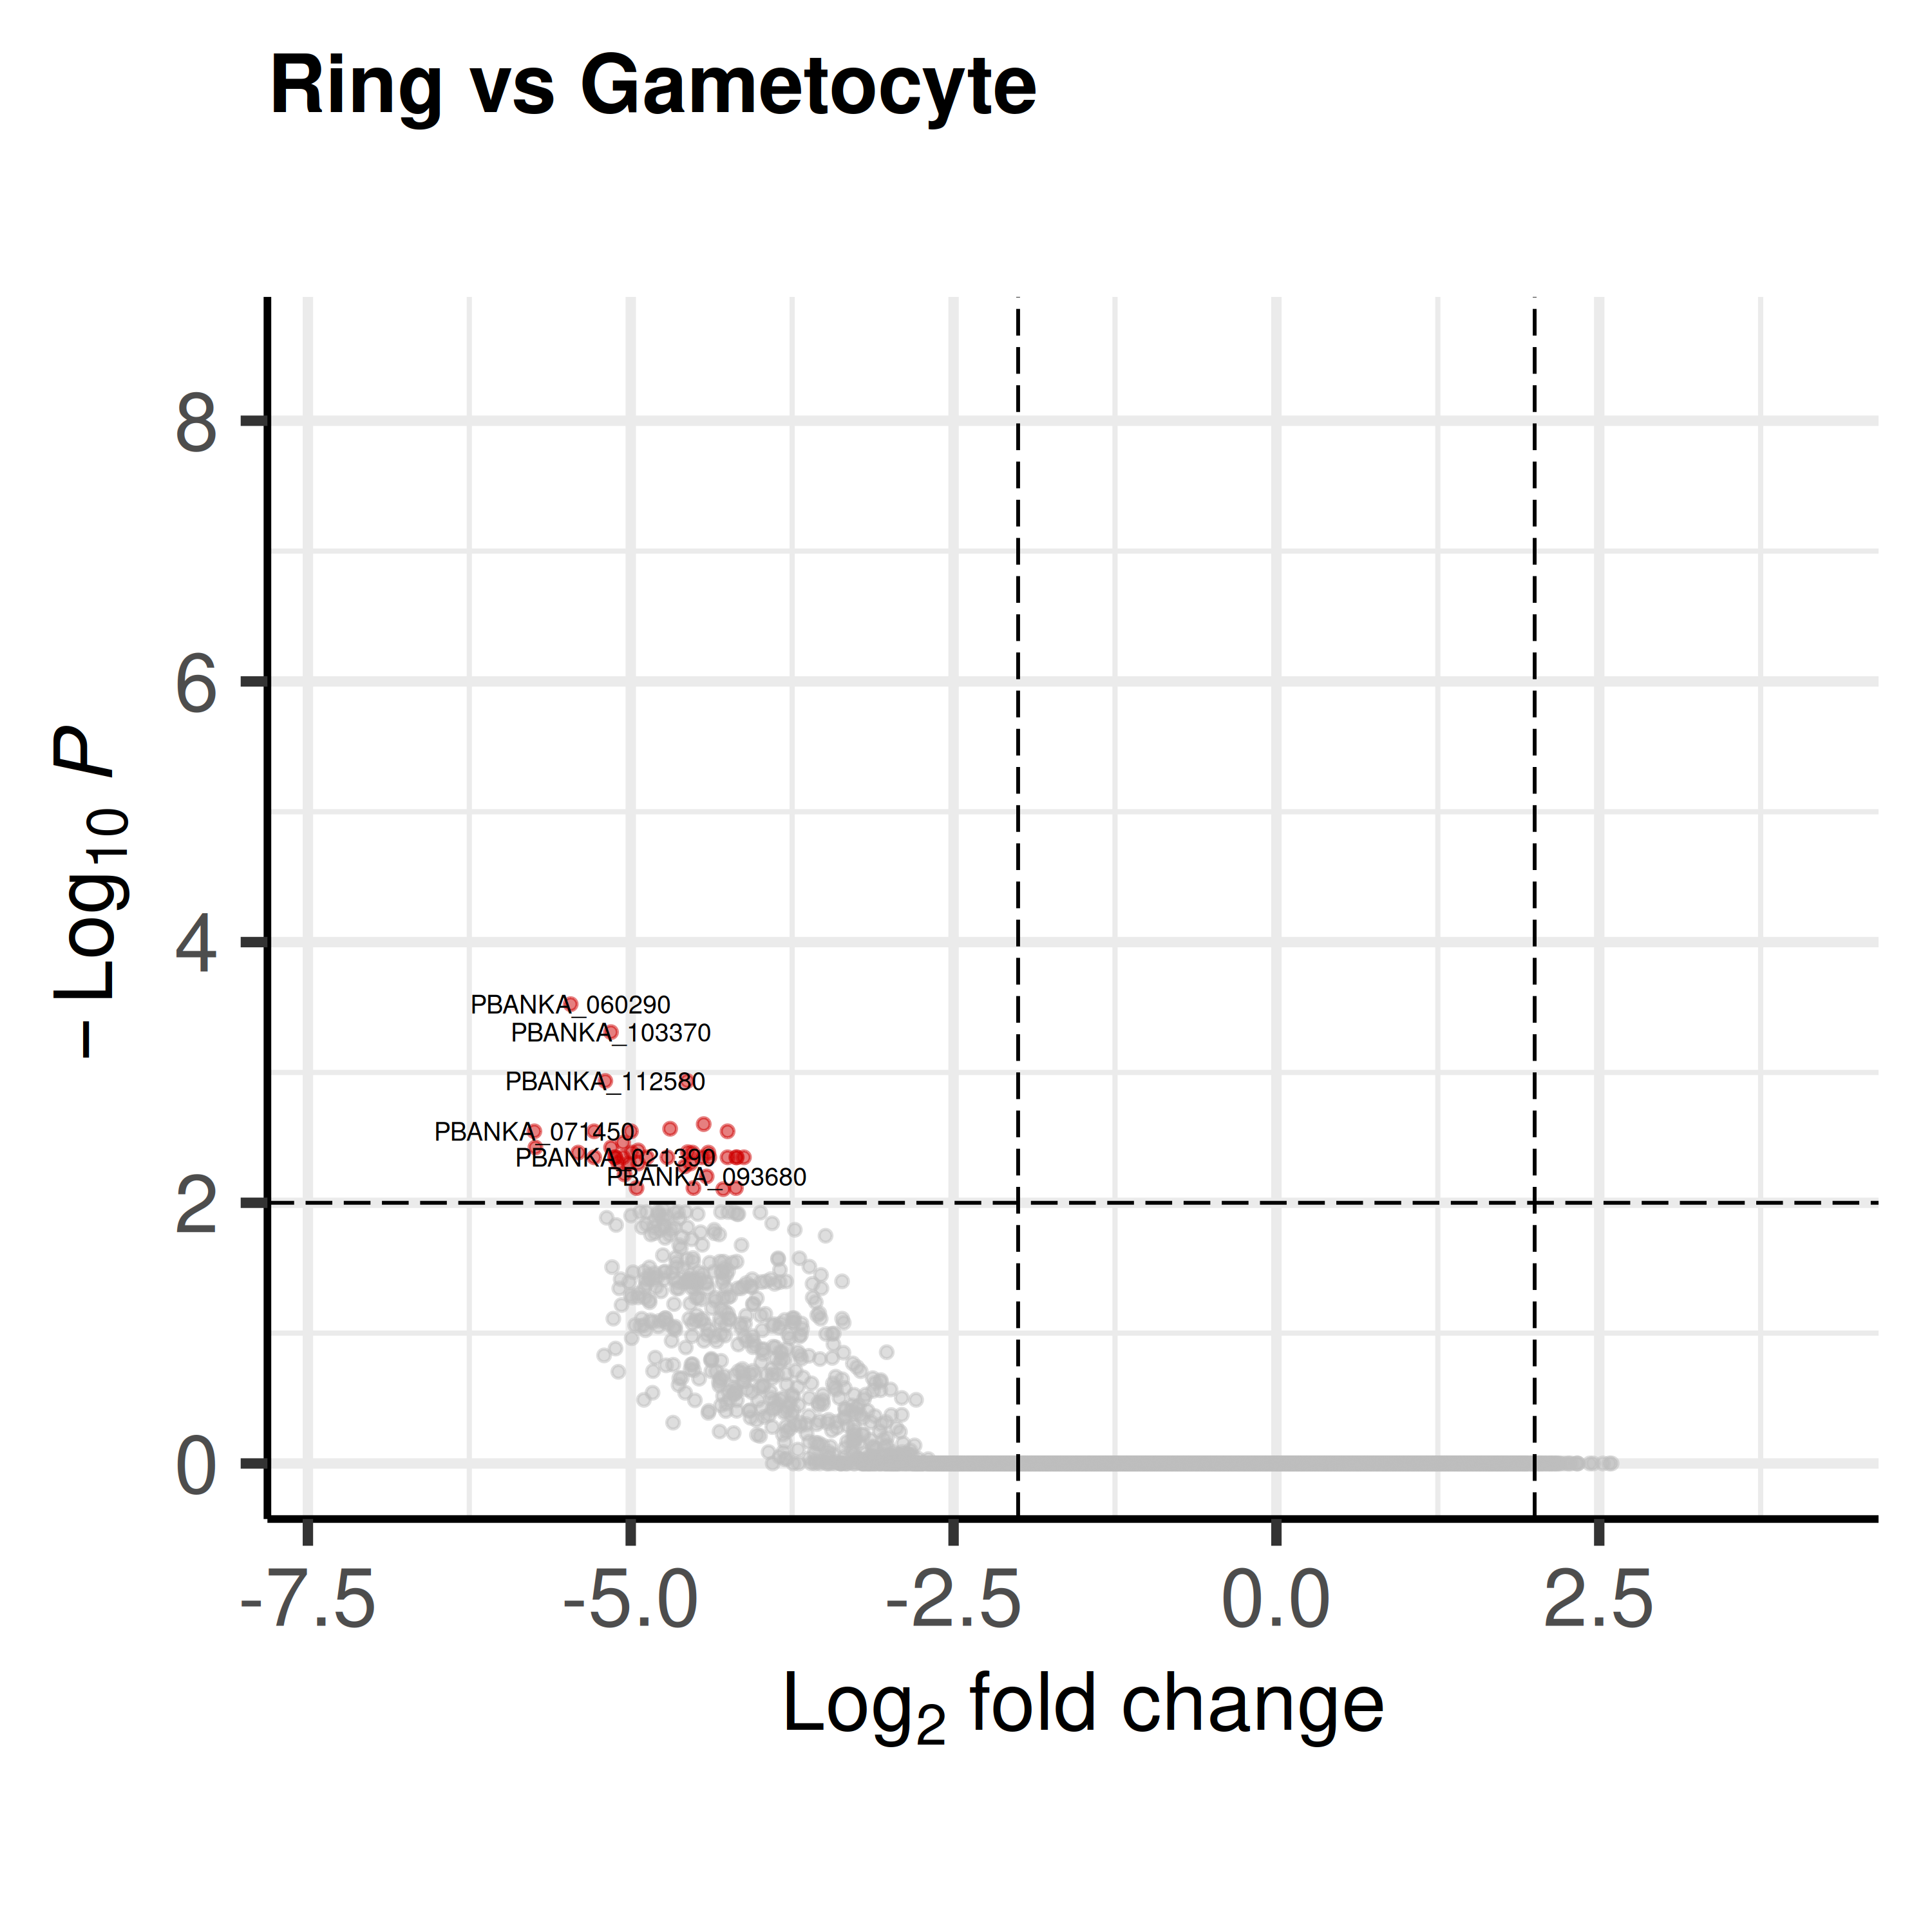 Ring vs Gametocyte
8
6
4
2
0
− Log10 P
PBANKA_060290
PBANKA_103370
PBANKA_112580
PBANKA_071450
PBANKA_021390
PBANKA_093680
-7.5 -5.0 -2.5 0.0 2.5
Log2 fold change